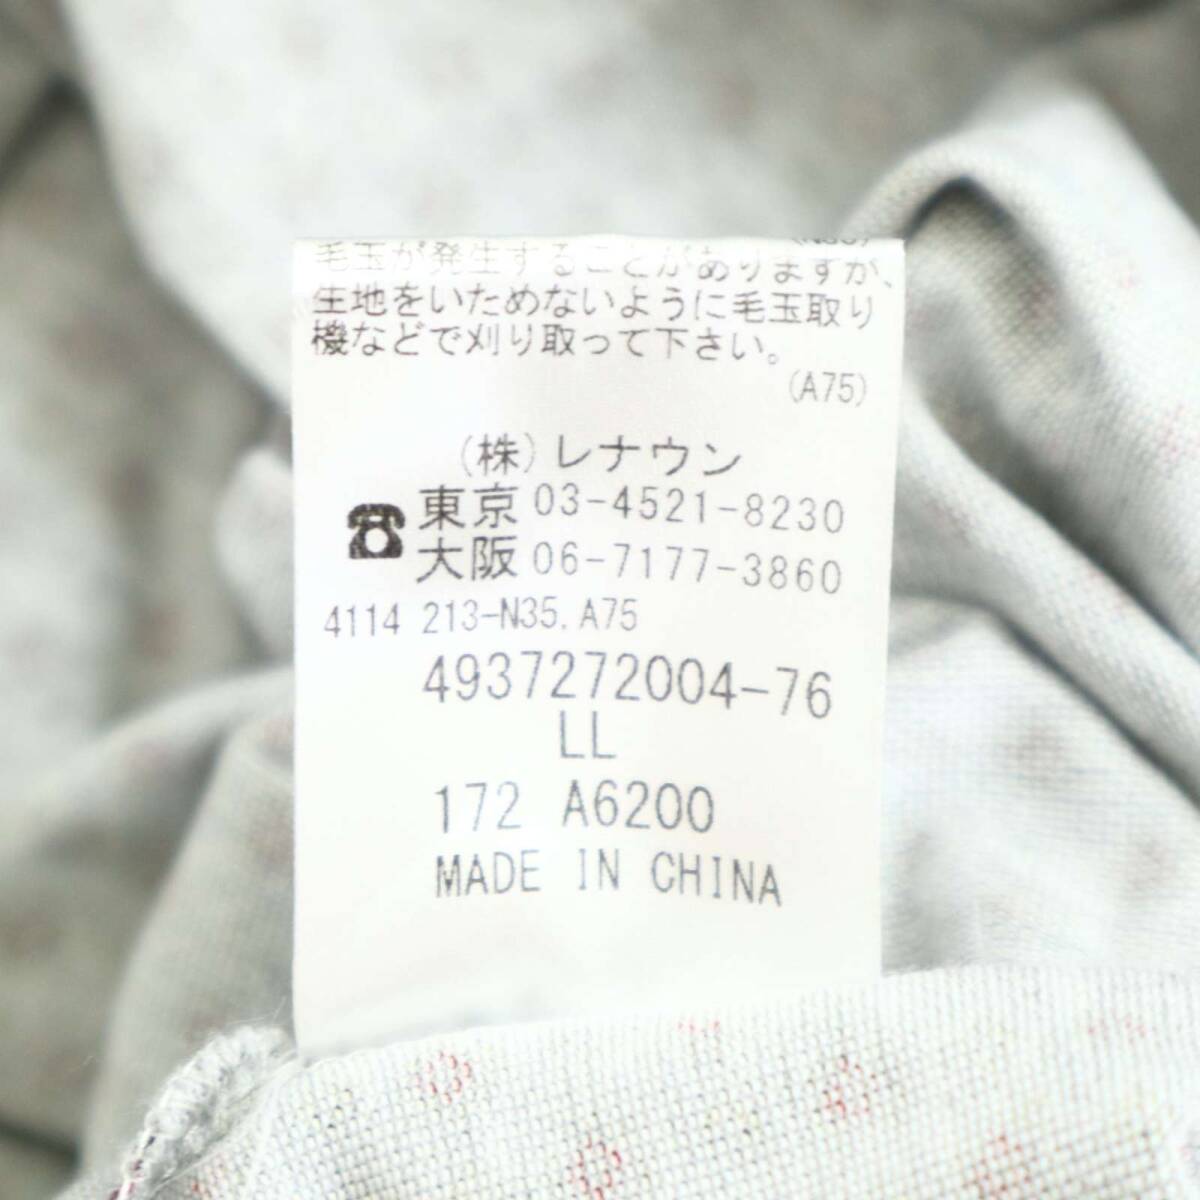 毛玉が発生することがありますが、
生地をいためないように毛玉取り
機などで刈り取って下さい。
(A75)
(株)レナウン
☎東京 03-4521-8230
大阪 06-7177-3860
4114 213-N35.A75
4937272004-76
LL
172 A6200
MADE IN CHINA